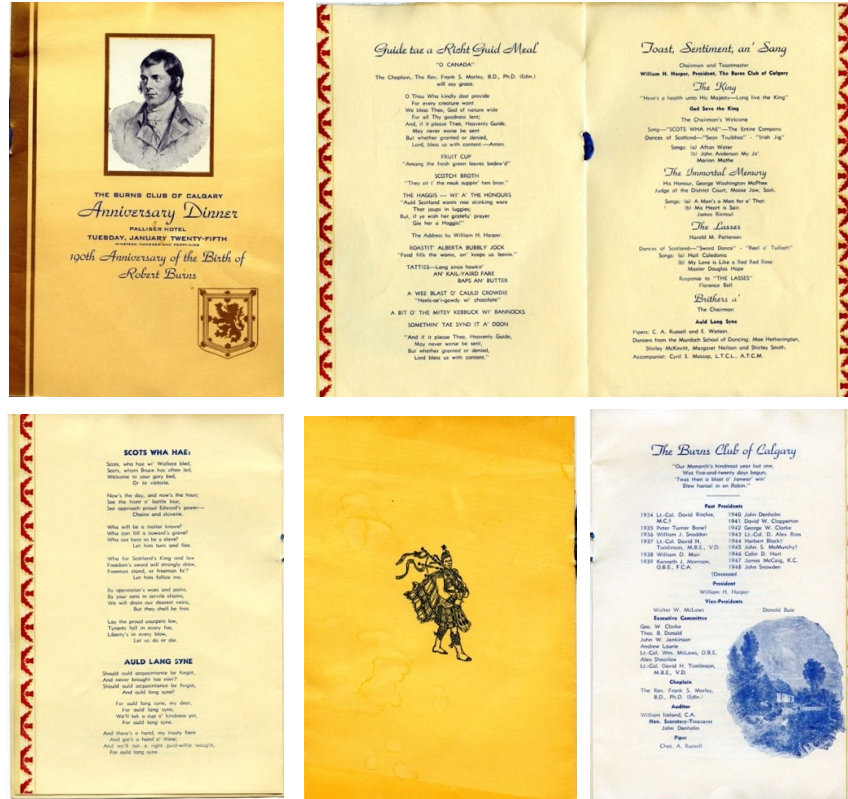 THE BURNS CLUB OF CALGARY
Anniversary Dinner
PALLISER HOTEL
TUESDAY, JANUARY TWENTY-FIFTH
NINETEEN HUNDRED AND FORTY-NINE
190th Anniversary of the Birth of
Robert Burns
Guide tae a Richt Guid Meal
"O CANADA"
The Chaplain, The Rev. Frank S. Morley, B.D., Ph.D. (Edin.)
will say grace.
O Thou Who kindly dost provide
For every creature want
We bless Thee, God of nature wide
For all Thy goodness lent;
And, if it please Thee, Heavenly Guide,
May never worse be sent
But whether granted or denied,
Lord, bless us with content.—Amen.
FRUIT CUP
"Among the fresh green leaves bedew'd"
SCOTCH BROTH
"They sit i' the neuk suppin' hen broo."
THE HAGGIS — WI' A' THE HONOURS
"Auld Scotland wants nae skinking ware
That jaups in luggies;
But, if ye wish her gratefu' prayer
Gie her a Haggis!"
The Address by William H. Harper.
ROASTIT' ALBERTA BUBBLY JOCK
"Food fills the wame, an' keeps us leevin."
TATTIES—Lang sinse howkit'
AN' KAIL-YAIRD FARE
BAPS AN' BUTTER
A WEE BLAST O' CAULD CROWDIE
"Heels-oe'r-gowdy wi' chocolate"
A BIT O' THE MITEY KEBBUCK WI' BANNOCKS
SOMETHIN' TAE SYND IT A' DOON
"And if it please Thee, Heavenly Guide,
May never worse be sent,
But whether granted or denied,
Lord bless us with content."
Toast, Sentiment, an' Sang
Chairman and Toastmaster
William H. Harper, President, The Burns Club of Calgary
The King
"Here's a health unto His Majesty—Long live the King"
God Save the King
The Chairman's Welcome
Song—"SCOTS WHA HAE"—The Entire Company
Dances of Scotland—"Sean Truibhas" - "Irish Jig"
Songs: (a) Afton Water
(b) John Anderson My Jo
Marion Mathe
The Immortal Memory
His Honour, George Washington McPhee
Judge of the District Court, Moose Jaw, Sask.
Songs: (a) A Man's a Man for a' That.
(b) Ma Heart is Sair.
James Rintoul
The Lasses
Harold M. Patterson
Dances of Scotland—"Sword Dance" - "Reel o' Tulloch"
Songs: (a) Hail Caledonia
(b) My Love is Like a Red Red Rose
Master Douglas Hope
Response to "THE LASSES"
Florence Bell
Brithers a'
The Chairman
Auld Lang Syne
Pipers: C. A. Russell and E. Watson.
Dancers from the Murdoch School of Dancing: Mae Hetherington,
Shirley McKevitt, Margaret Neilson and Shirley Smith.
Accompanist: Cyril S. Mossop, L.T.C.L., A.T.C.M.
SCOTS WHA HAE:
Scots, wha hae wi' Wallace bled,
Scots, whom Bruce has often led,
Welcome to your gory bed,
Or to victorie.
Now's the day, and now's the hour;
See the front o' battle lour,
See approach proud Edward's power—
Chains and slaverie.
Wha will be a traitor knave?
Wha can fill a coward's grave?
Wha sae base as be a slave?
Let him turn and flee.
Wha for Scotland's King and law
Freedom's sword will strongly draw,
Freeman stand, or freeman fa'?
Let him follow me.
By oppression's woes and pains,
By your sons in servile chains,
We will drain our dearest veins,
But they shall be free.
Lay the proud usurpers low,
Tyrants fall in every foe,
Liberty's in every blow,
Let us do or die.
AULD LANG SYNE
Should auld acquaintance be forgot,
And never brought tae min'?
Should auld acquaintance be forgot,
And auld lang syne?
For auld lang syne, my dear,
For auld lang syne,
We'll tak a cup o' kindness yet,
For auld lang syne.
And there's a hand, my trusty fiere
And gie's a hand o' thine;
And we'll tak a right guid-willie waught,
For auld lang syne.
The Burns Club of Calgary
"Our Monarch's hindmost year but one,
Was five-and-twenty days begun,
'Twas then a blast o' Janwar' win'
Blew hansel in on Robin."
Past Presidents
1934 Lt.-Col. David Ritchie, M.C.†
1935 Peter Turner Bone†
1936 William J. Snaddon
1937 Lt.-Col. David H. Tomlinson, M.B.E., V.D.
1938 William D. Mair
1939 Kenneth J. Morrison, O.B.E., F.C.A.
1940 John Denholm
1941 David W. Clapperton
1942 George W. Clarke
1943 Lt.-Col. D. Alex Ross
1944 Herbert Black†
1945 John S. McMurchy†
1946 Colin D. Hart
1947 James McCaig, K.C.
1948 John Snowden
†Deceased
President
William H. Harper
Vice-Presidents
Walter W. McLaws
Donald Buie
Executive Committee
Geo. W. Clarke
Thos. B. Donald
John W. Jenkinson
Andrew Laurie
Lt.-Col. Wm. McLaws, O.B.E.
Alex Shearlaw
Lt.-Col. David H. Tomlinson,
M.B.E., V.D.
Chaplain
The Rev. Frank S. Morley,
B.D., Ph.D. (Edin.)
Auditor
William Ireland, C.A.
Hon. Secretary-Treasurer
John Denholm
Piper
Chas. A. Russell